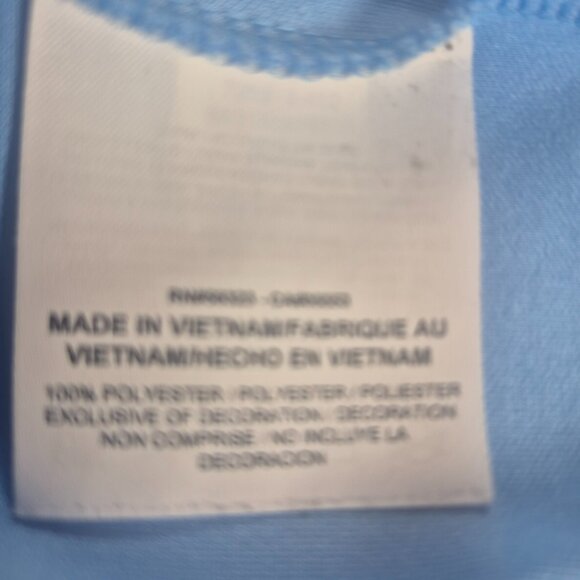 MADE IN VIETNAM/FABRIQUE AU
VIETNAM/HECHO EN VIETNAM
100% POLYESTER / POLYESTER / POLIESTER
EXCLUSIVE OF DECORATION / DECORATION
NON COMPRISE / NO INCLUYE LA
DECORACION